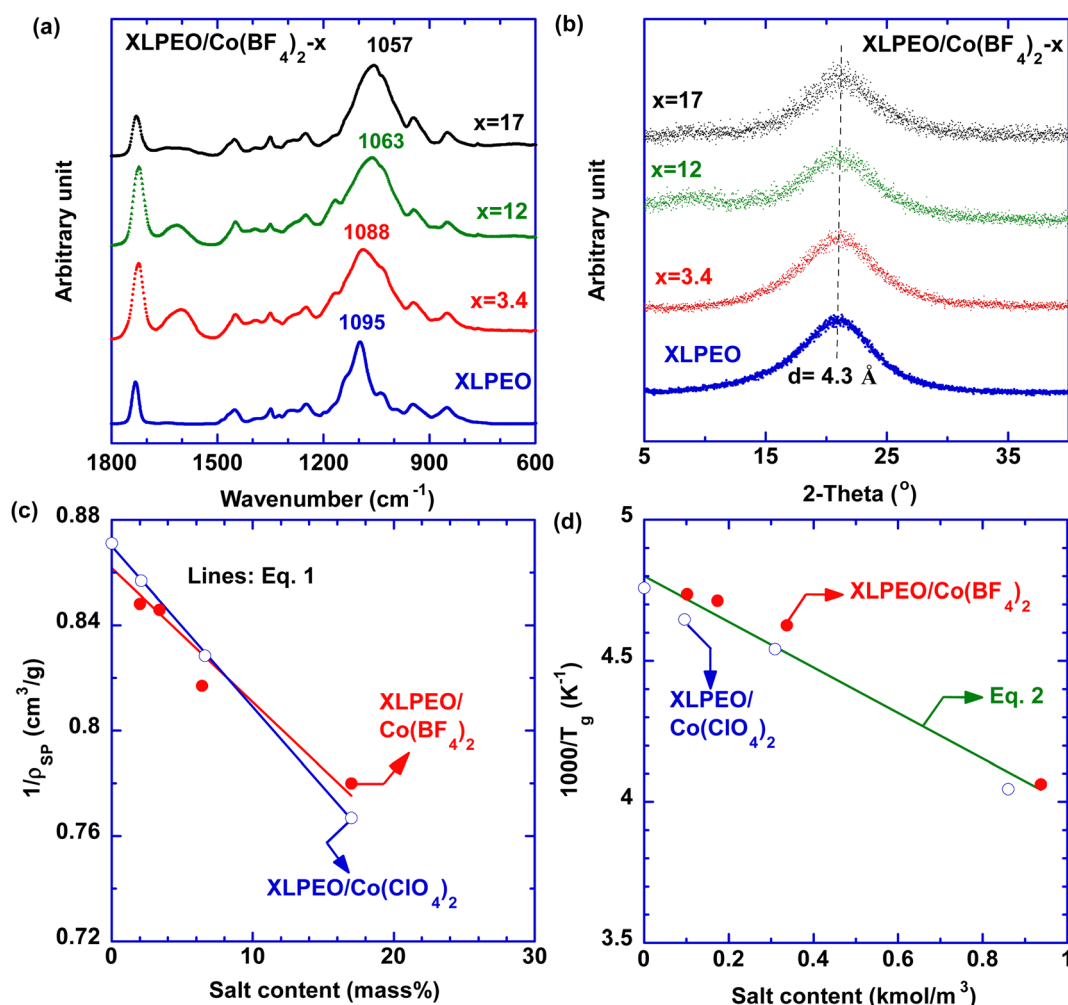 (a)
XLPEO/Co(BF4)2-x
1057
x=17
1063
x=12
1088
x=3.4
1095
XLPEO
Arbitrary unit
1800 1500 1200 900 600
Wavenumber (cm-1)
(b)
XLPEO/Co(BF4)2-x
x=17
x=12
x=3.4
XLPEO
d= 4.3 Å
Arbitrary unit
5 15 25 35
2-Theta (o)
(c)
0.88
0.84
0.8
0.76
0.72
1/ρSP (cm3/g)
Lines: Eq. 1
XLPEO/
Co(BF4)2
XLPEO/Co(ClO4)2
0 10 20 30
Salt content (mass%)
(d)
5
4.5
4
3.5
1000/Tg (K-1)
XLPEO/Co(BF4)2
XLPEO/
Co(ClO4)2
Eq. 2
0 0.2 0.4 0.6 0.8 1
Salt content (kmol/m3)